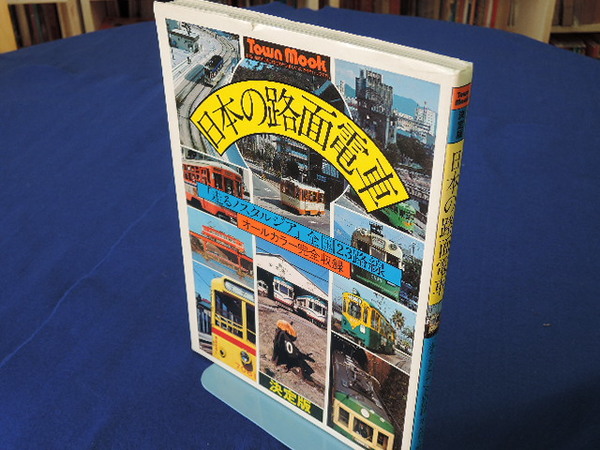 Town Mook
日本の路面電車
「走るノスタルジア」全国23路線
オールカラー完全収録
決定版
Town Mook
日本の路面電車